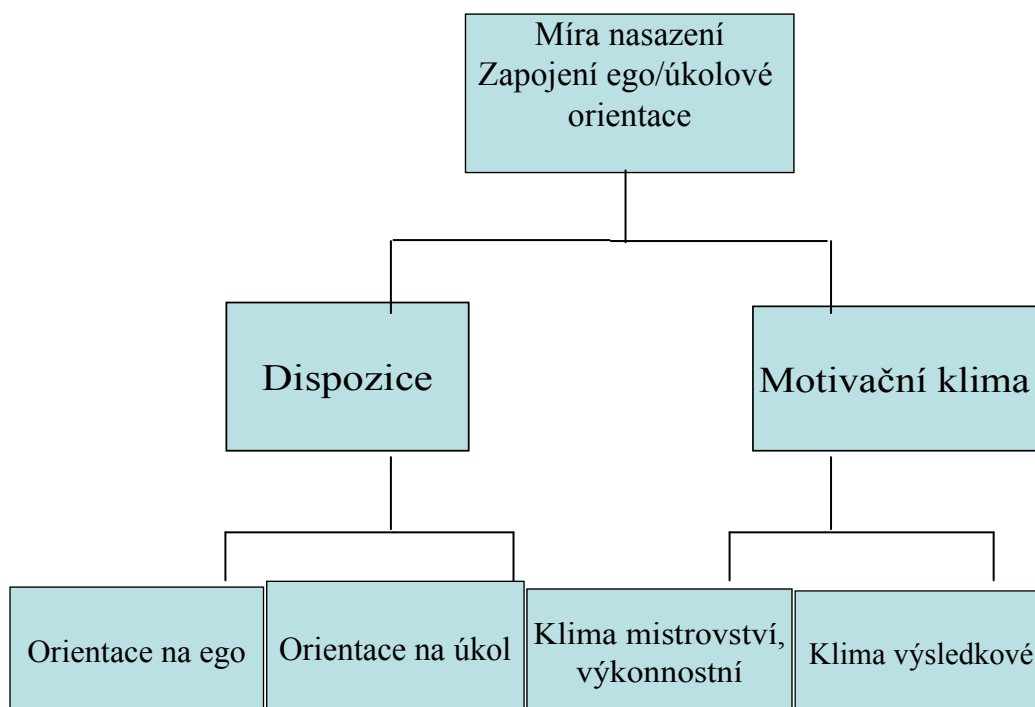 Míra nasazení
Zapojení ego/úkolové
orientace
Dispozice
Motivační klima
Orientace na ego
Orientace na úkol
Klima mistrovství,
výkonnostní
Klima výsledkové